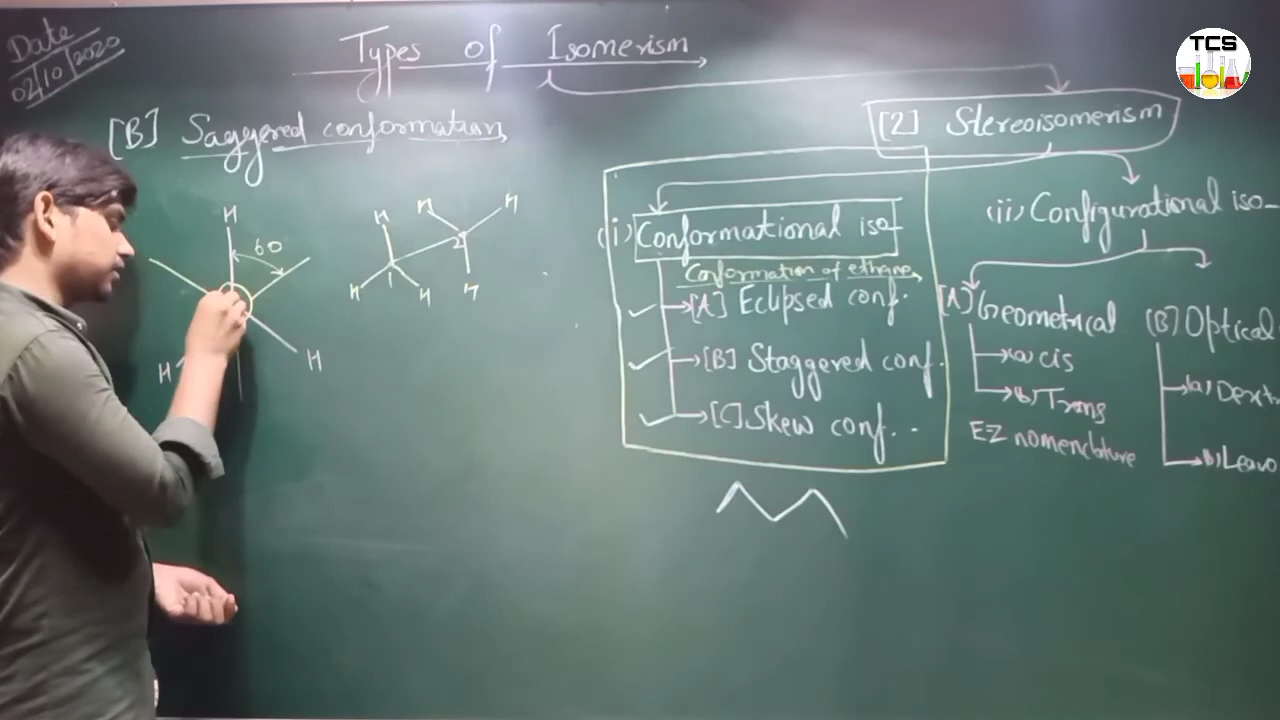 Date
02/10/2020
Types of Isomerism
TCS
[B] Saggered conformation
[2] Stereoisomerism
H
60
H
H
H H H
1 2
H H H
(i) Conformational iso-
Conformation of ethane
[A] Eclipsed conf.
[B] Staggered conf.
[C] Skew conf. . .
(ii) Configurational iso-
[A] Geometrical
a) cis
b) Trans
E-Z nomenclature
(B) Optical
(a)
b) Leavo